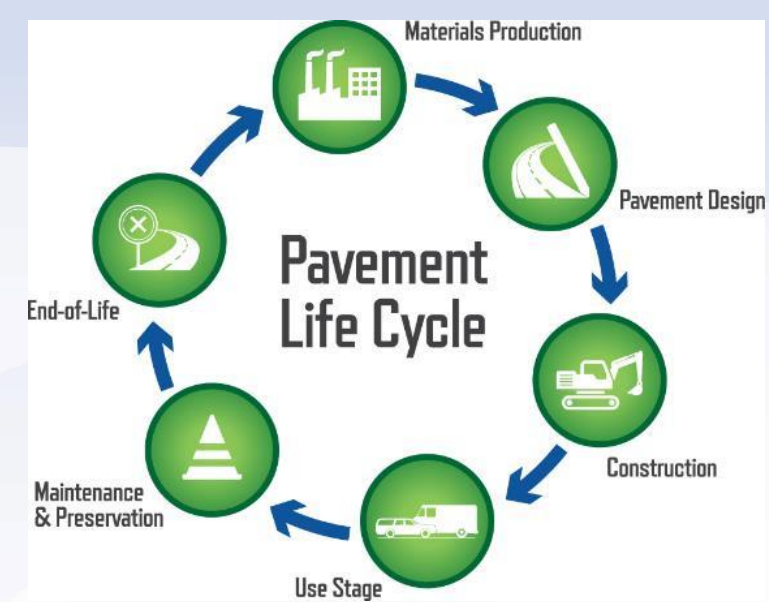 Materials Production
Pavement Design
Construction
Use Stage
Maintenance
& Preservation
End-of-Life
Pavement
Life Cycle